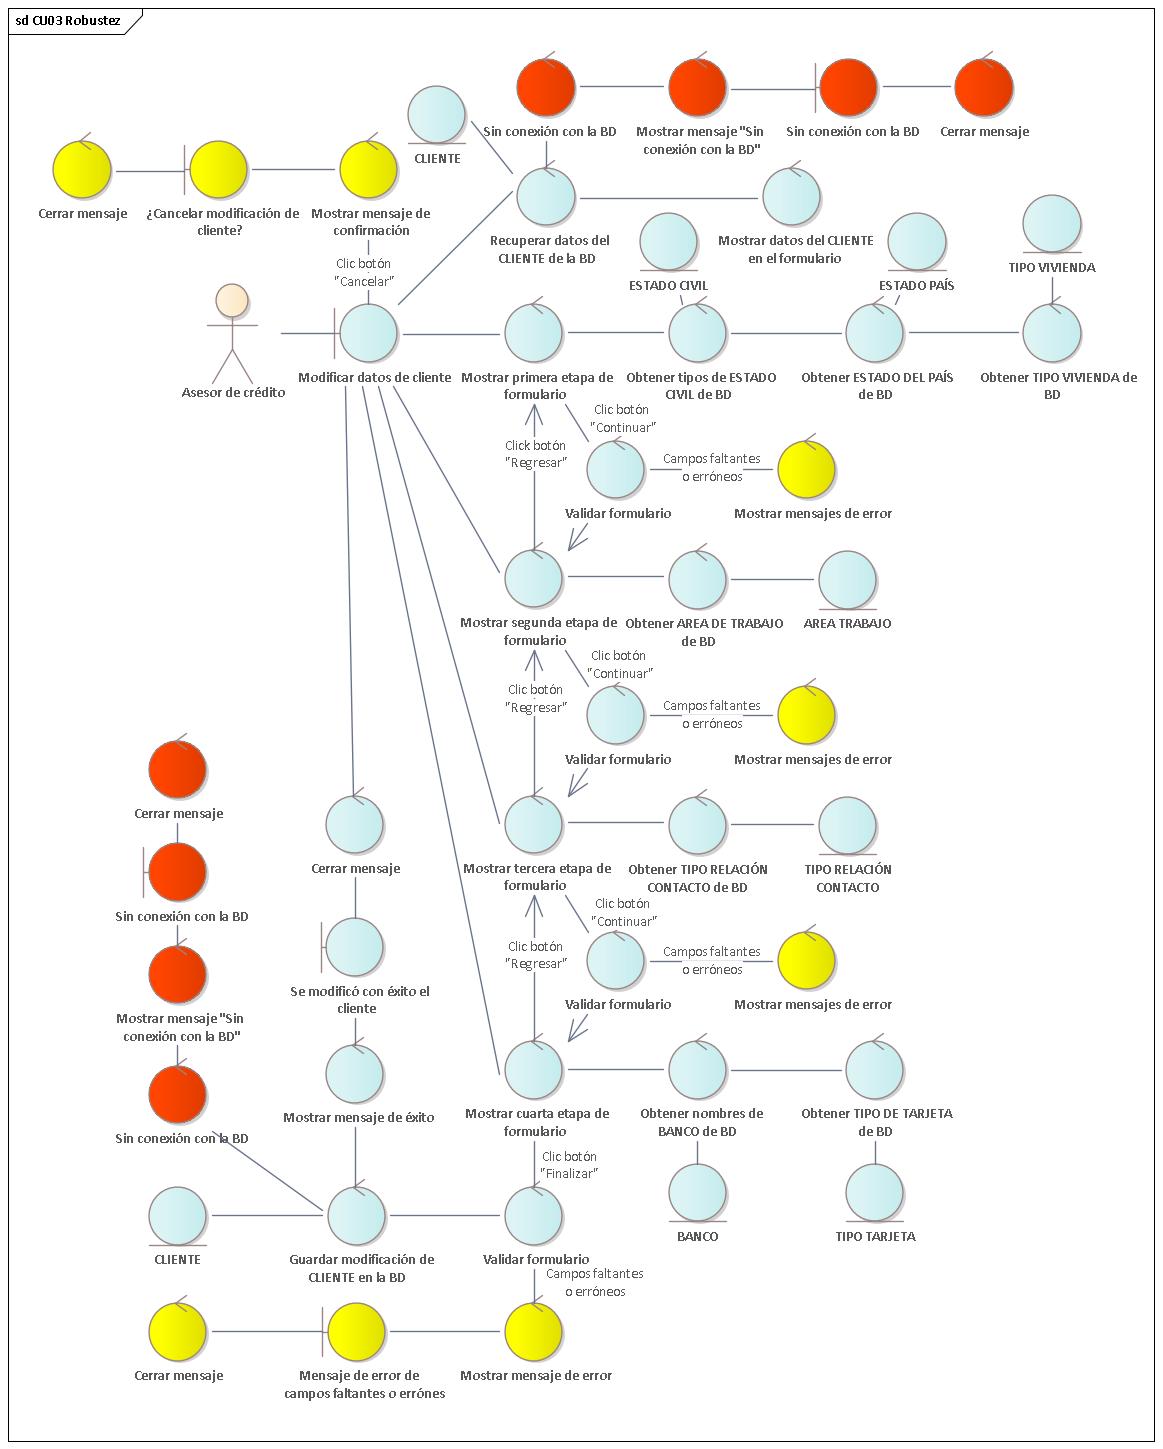 sd CU03 Robustez
Sin conexión con la BD
Mostrar mensaje "Sin
conexión con la BD"
Sin conexión con la BD
Cerrar mensaje
CLIENTE
Cerrar mensaje
¿Cancelar modificación de
cliente?
Mostrar mensaje de
confirmación
Recuperar datos del
CLIENTE de la BD
Mostrar datos del CLIENTE
en el formulario
Clic botón
"Cancelar"
ESTADO CIVIL
ESTADO PAÍS
TIPO VIVIENDA
Asesor de crédito
Modificar datos de cliente
Mostrar primera etapa de
formulario
Obtener tipos de ESTADO
CIVIL de BD
Obtener ESTADO DEL PAÍS
de BD
Obtener TIPO VIVIENDA de
BD
Clic botón
"Continuar"
Click botón
"Regresar"
Campos faltantes
o erróneos
Validar formulario
Mostrar mensajes de error
Mostrar segunda etapa de
formulario
Obtener AREA DE TRABAJO
de BD
AREA TRABAJO
Clic botón
"Continuar"
Clic botón
"Regresar"
Campos faltantes
o erróneos
Validar formulario
Mostrar mensajes de error
Cerrar mensaje
Cerrar mensaje
Mostrar tercera etapa de
formulario
Obtener TIPO RELACIÓN
CONTACTO de BD
TIPO RELACIÓN
CONTACTO
Sin conexión con la BD
Clic botón
"Continuar"
Clic botón
"Regresar"
Campos faltantes
o erróneos
Se modificó con éxito el
cliente
Validar formulario
Mostrar mensajes de error
Mostrar mensaje "Sin
conexión con la BD"
Mostrar mensaje de éxito
Mostrar cuarta etapa de
formulario
Obtener nombres de
BANCO de BD
Obtener TIPO DE TARJETA
de BD
Sin conexión con la BD
Clic botón
"Finalizar"
BANCO
TIPO TARJETA
CLIENTE
Guardar modificación de
CLIENTE en la BD
Validar formulario
Campos faltantes
o erróneos
Cerrar mensaje
Mensaje de error de
campos faltantes o errónes
Mostrar mensaje de error